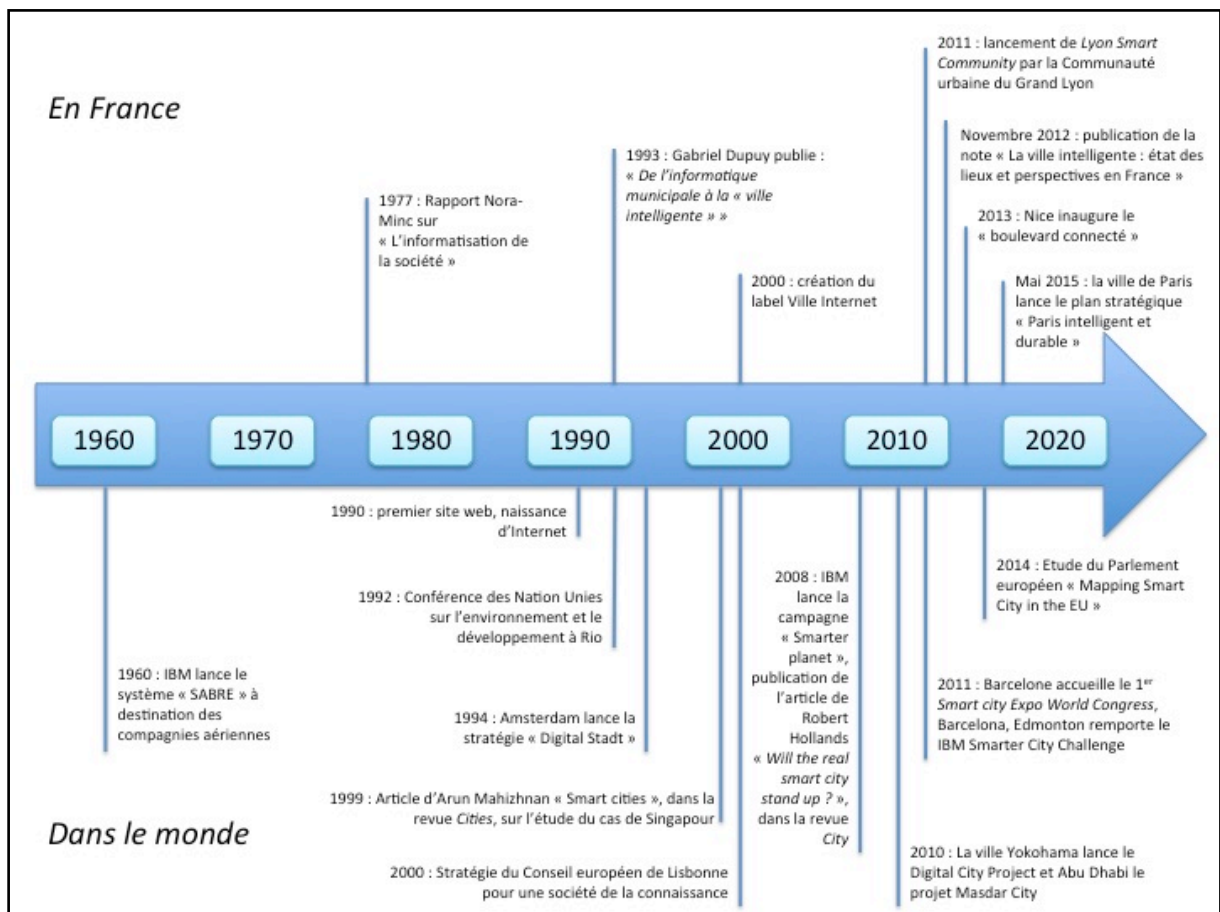 En France
1977 : Rapport Nora-
Minc sur
« L’informatisation de
la société »
1993 : Gabriel Dupuy publie :
« De l’informatique
municipale à la « ville
intelligente » »
2000 : création du
label Ville Internet
2011 : lancement de Lyon Smart
Community par la Communauté
urbaine du Grand Lyon
Novembre 2012 : publication de la
note « La ville intelligente : état des
lieux et perspectives en France »
2013 : Nice inaugure le
« boulevard connecté »
Mai 2015 : la ville de Paris
lance le plan stratégique
« Paris intelligent et
durable »
1960
1970
1980
1990
2000
2010
2020
1960 : IBM lance le
système « SABRE » à
destination des
compagnies aériennes
1990 : premier site web, naissance
d’Internet
1992 : Conférence des Nation Unies
sur l’environnement et le
développement à Rio
1994 : Amsterdam lance la
stratégie « Digital Stadt »
1999 : Article d’Arun Mahizhnan « Smart cities », dans la
revue Cities, sur l’étude du cas de Singapour
2000 : Stratégie du Conseil européen de Lisbonne
pour une société de la connaissance
2008 : IBM
lance la
campagne
« Smarter
planet »,
publication de
l’article de
Robert
Hollands
« Will the real
smart city
stand up ? »,
dans la revue
City
2014 : Etude du Parlement
européen « Mapping Smart
City in the EU »
2011 : Barcelone accueille le 1er
Smart city Expo World Congress,
Barcelona, Edmonton remporte le
IBM Smarter City Challenge
2010 : La ville Yokohama lance le
Digital City Project et Abu Dhabi le
projet Masdar City
Dans le monde